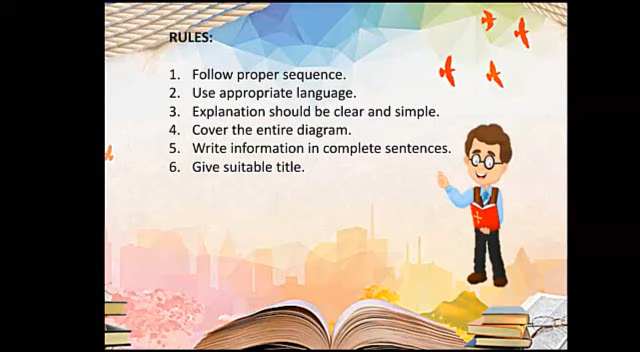 RULES:
1. Follow proper sequence.
2. Use appropriate language.
3. Explanation should be clear and simple.
4. Cover the entire diagram.
5. Write information in complete sentences.
6. Give suitable title.